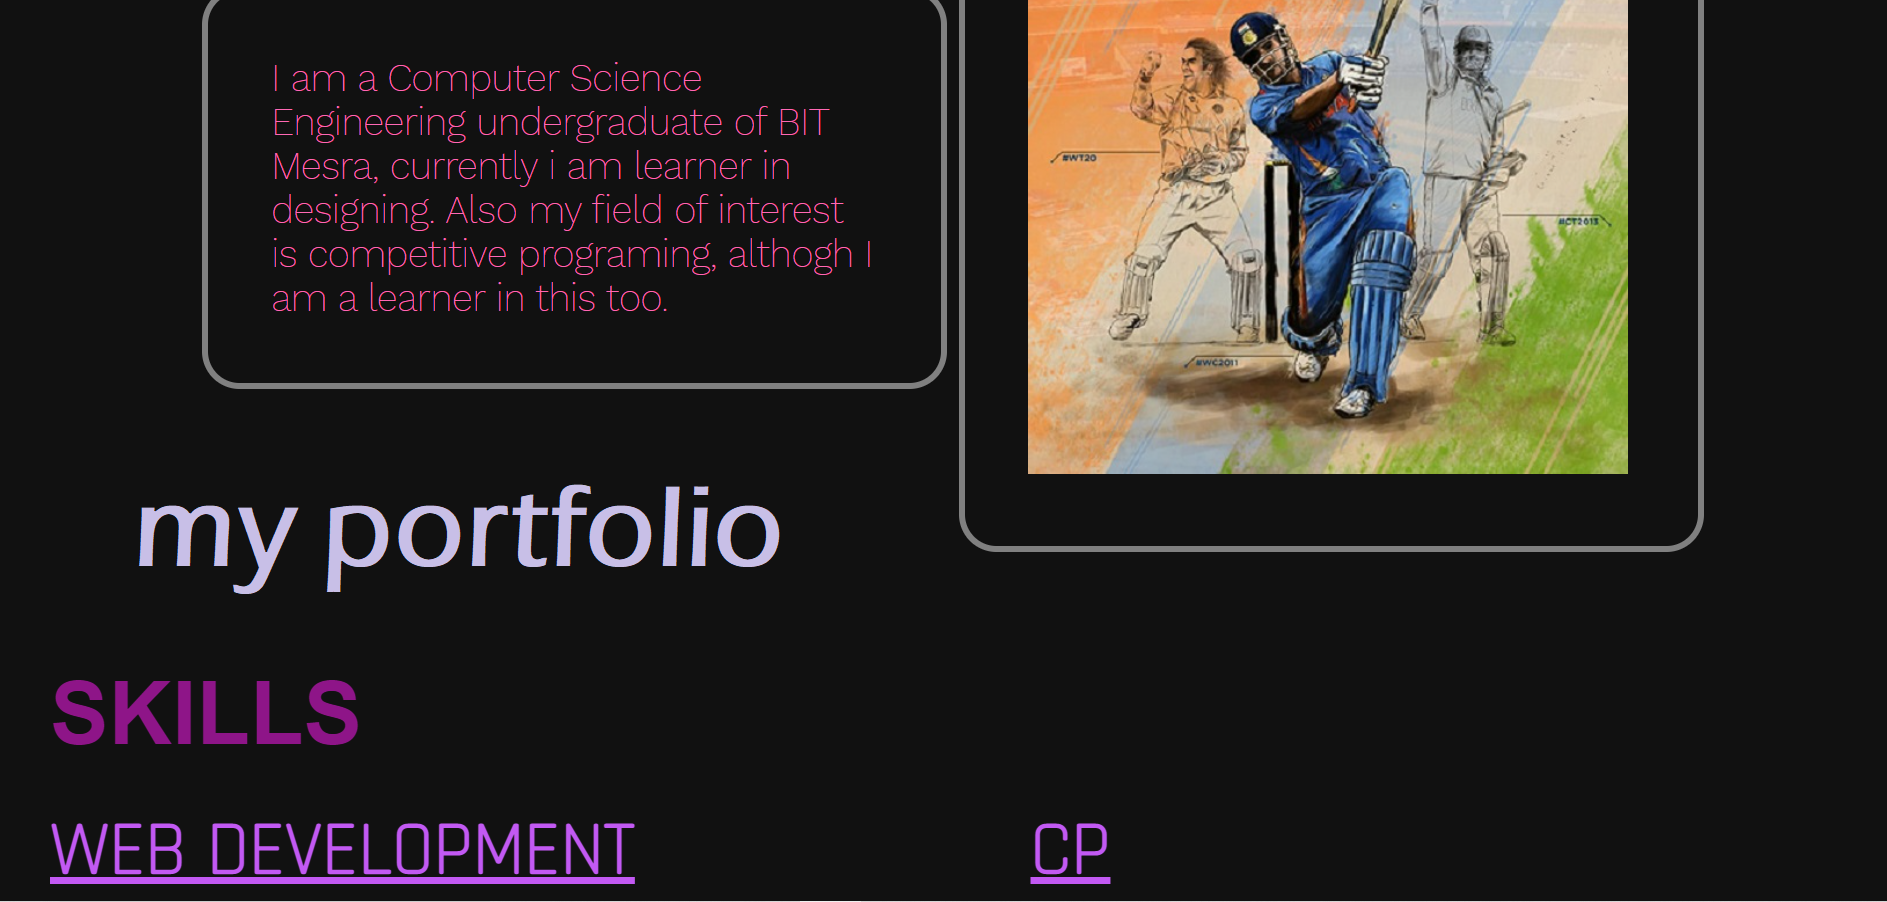 I am a Computer Science
Engineering undergraduate of BIT
Mesra, currently i am learner in
designing. Also my field of interest
is competitive programing, althogh I
am a learner in this too.
#WT20
#CT2013
#WC2011
my portfolio
SKILLS
WEB DEVELOPMENT
CP